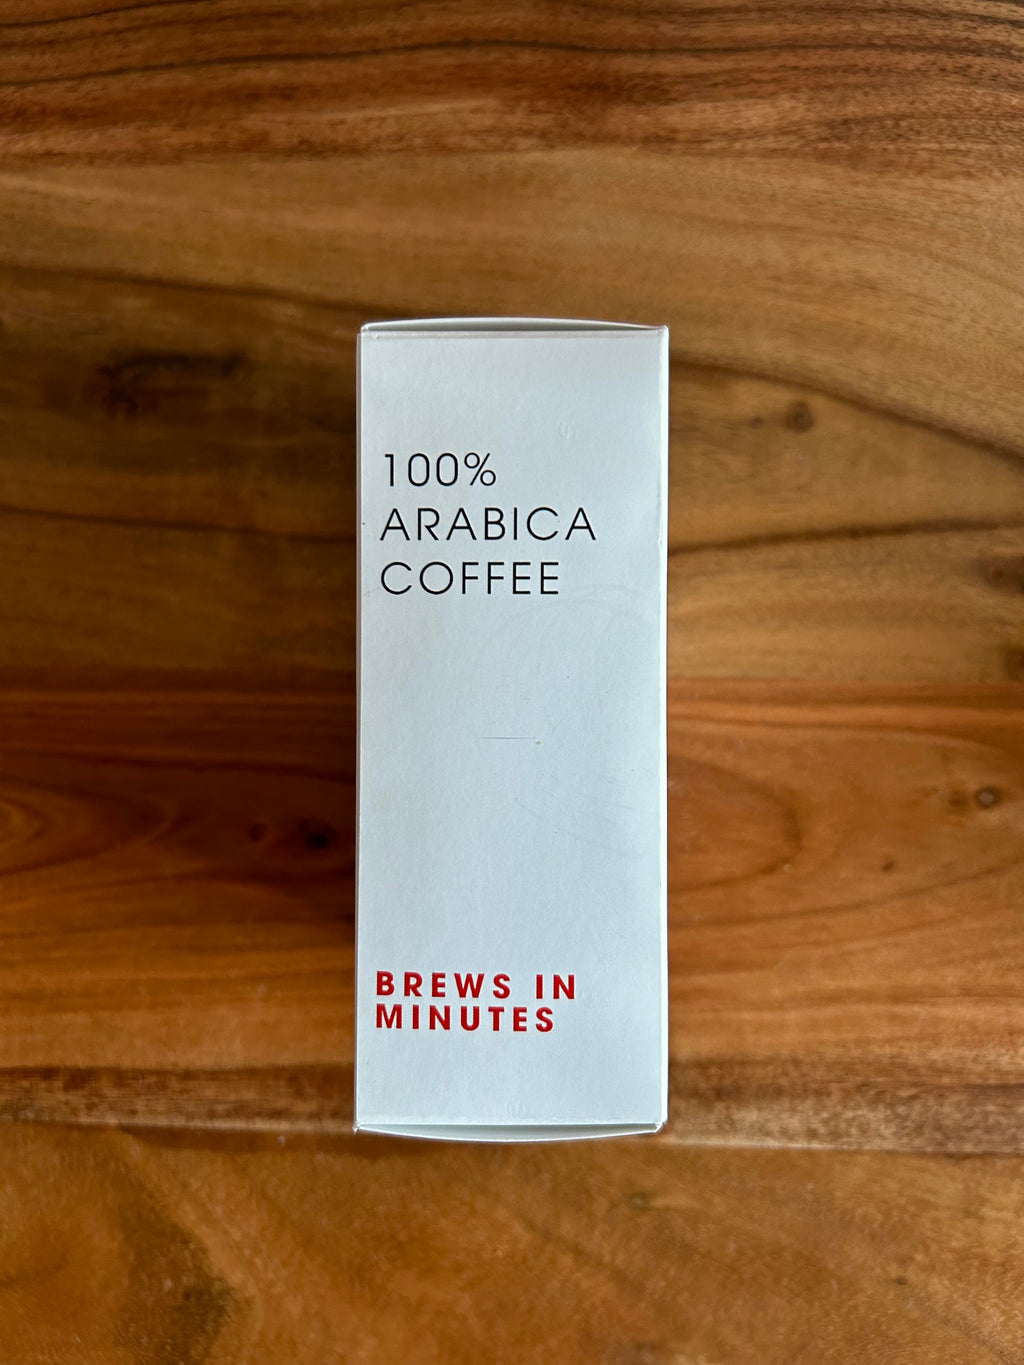 100%
ARABICA
COFFEE
BREWS IN
MINUTES